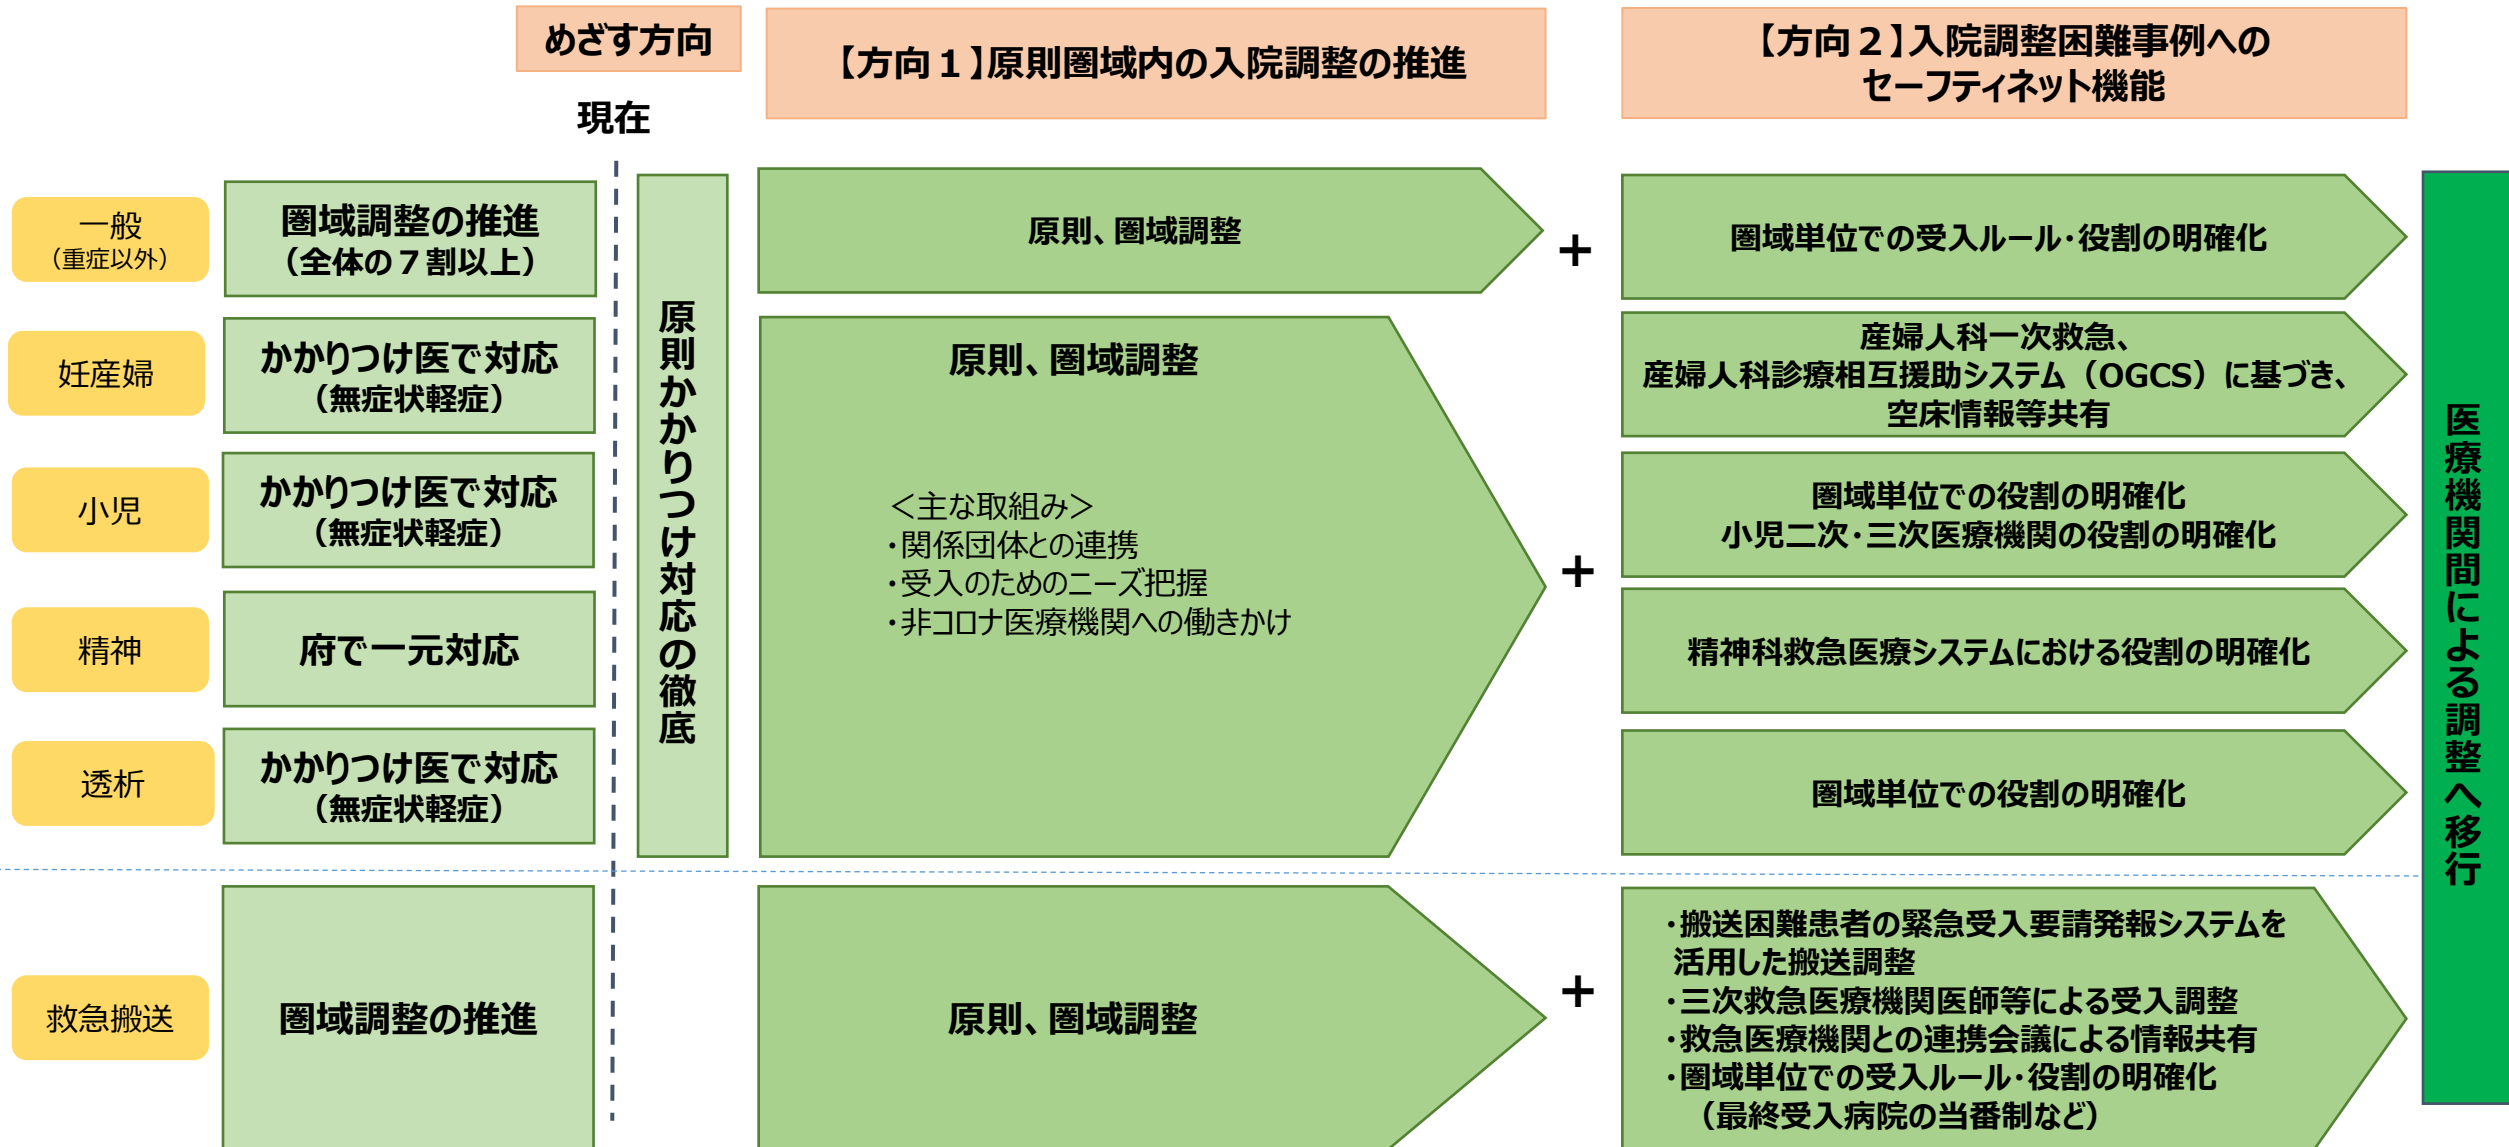 めざす方向
【方向１】原則圏域内の入院調整の推進
【方向２】入院調整困難事例への
セーフティネット機能
現在
一般
（重症以外）
圏域調整の推進
（全体の７割以上）
原則、圏域調整
＋
圏域単位での受入ルール・役割の明確化
妊産婦
かかりつけ医で対応
（無症状軽症）
小児
かかりつけ医で対応
（無症状軽症）
精神
府で一元対応
透析
かかりつけ医で対応
（無症状軽症）
原則かかりつけ対応の徹底
原則、圏域調整
＜主な取組み＞
・関係団体との連携
・受入のためのニーズ把握
・非コロナ医療機関への働きかけ
＋
産婦人科一次救急、
産婦人科診療相互援助システム（OGCS）に基づき、
空床情報等共有
圏域単位での役割の明確化
小児二次・三次医療機関の役割の明確化
精神科救急医療システムにおける役割の明確化
圏域単位での役割の明確化
救急搬送
圏域調整の推進
原則、圏域調整
＋
・搬送困難患者の緊急受入要請発報システムを
活用した搬送調整
・三次救急医療機関医師等による受入調整
・救急医療機関との連携会議による情報共有
・圏域単位での受入ルール・役割の明確化
（最終受入病院の当番制など）
医療機関間による調整へ移行